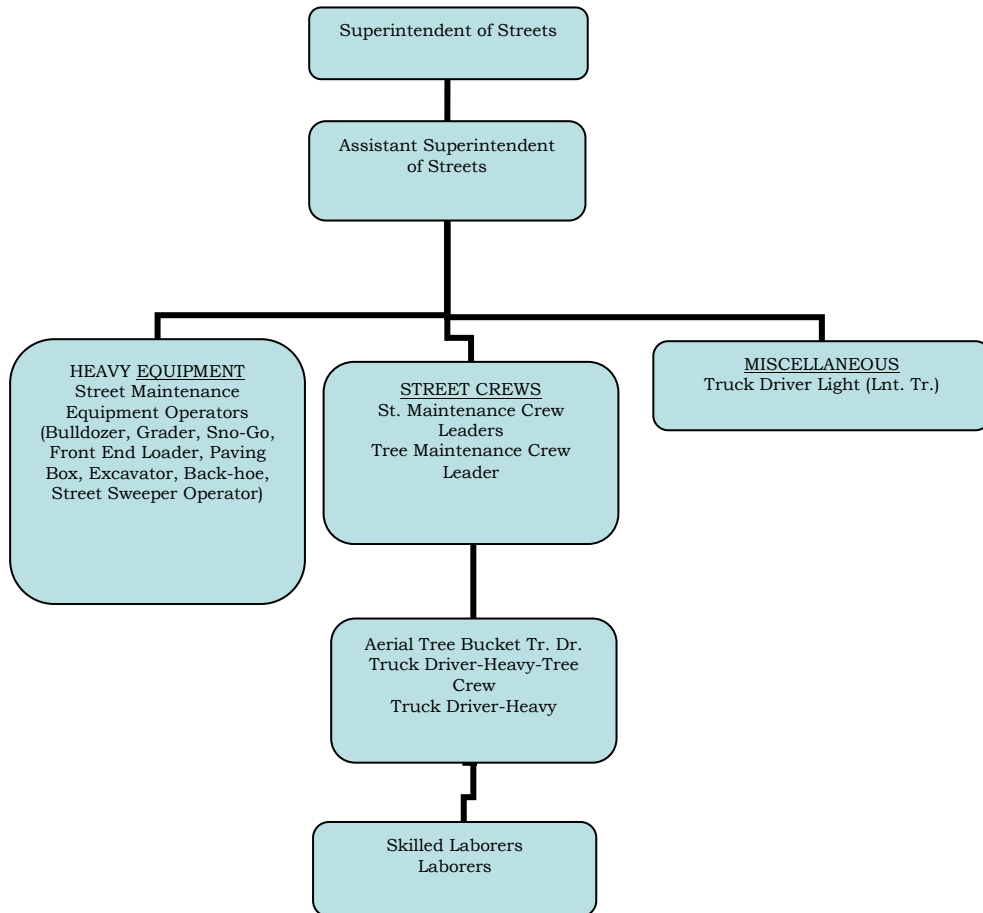 Superintendent of Streets
Assistant Superintendent
of Streets
HEAVY EQUIPMENT
Street Maintenance
Equipment Operators
(Bulldozer, Grader, Sno-Go,
Front End Loader, Paving
Box, Excavator, Back-hoe,
Street Sweeper Operator)
STREET CREWS
St. Maintenance Crew
Leaders
Tree Maintenance Crew
Leader
MISCELLANEOUS
Truck Driver Light (Lnt. Tr.)
Aerial Tree Bucket Tr. Dr.
Truck Driver-Heavy-Tree
Crew
Truck Driver-Heavy
Skilled Laborers
Laborers